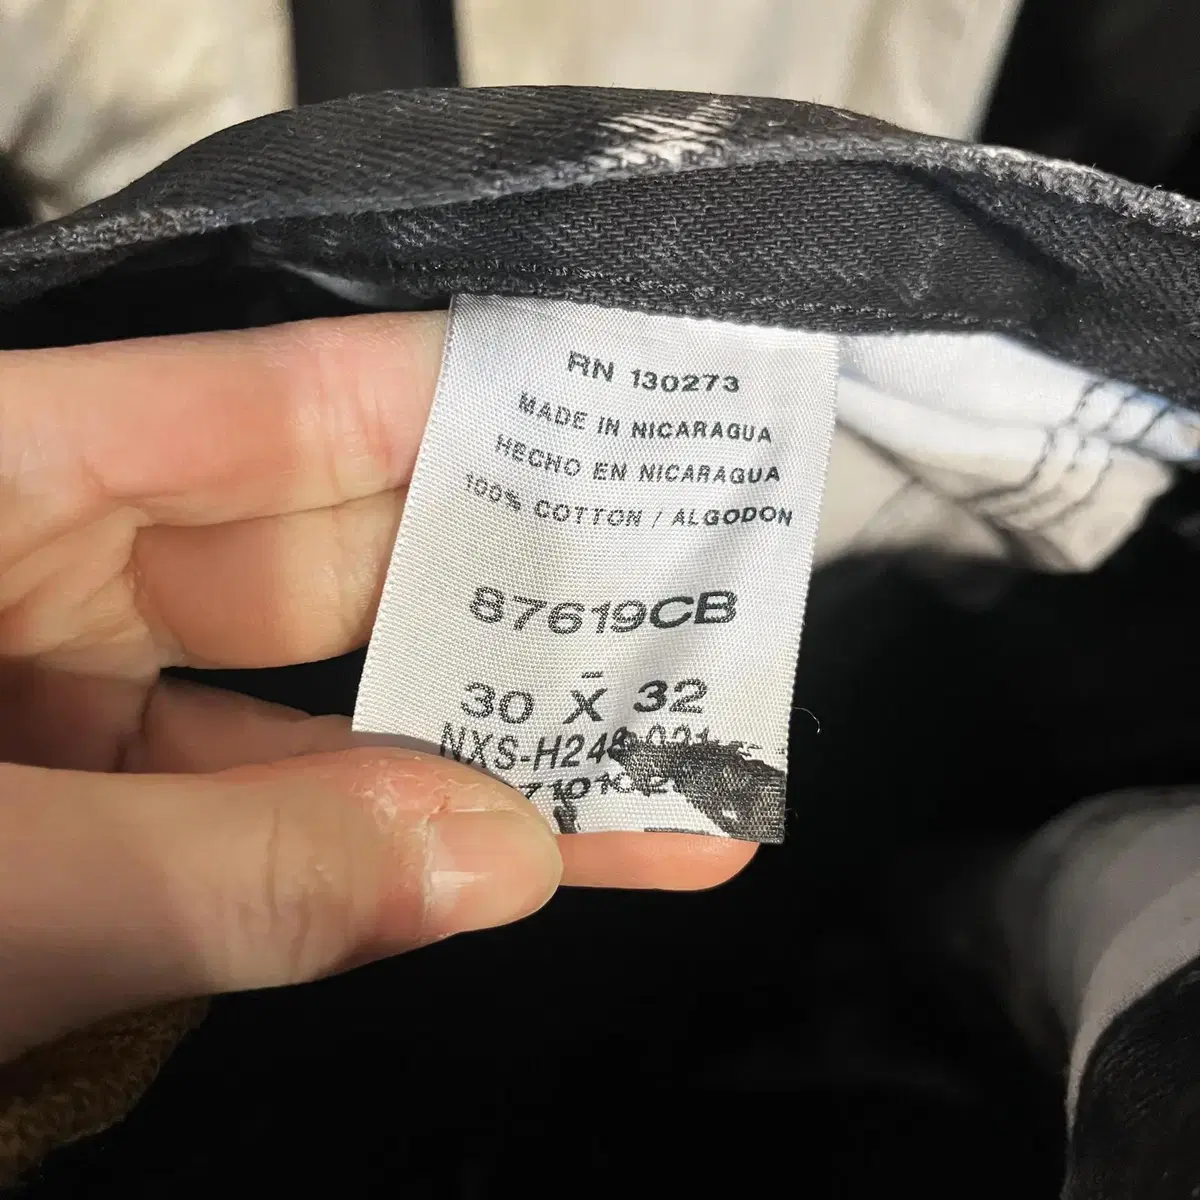 RN 130273
MADE IN NICARAGUA
HECHO EN NICARAGUA
100% COTTON / ALGODON
87619CB
30 X 32